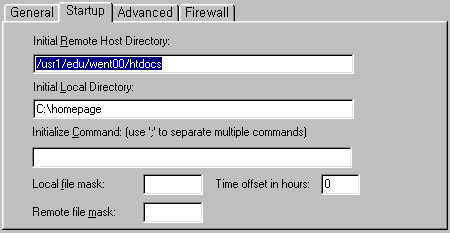 General Startup Advanced Firewall
Initial Remote Host Directory:
/usr1/edu/went00/htdocs
Initial Local Directory:
C:\homepage
Initialize Command: (use ';' to separate multiple commands)
Local file mask: Time offset in hours: 0
Remote file mask: